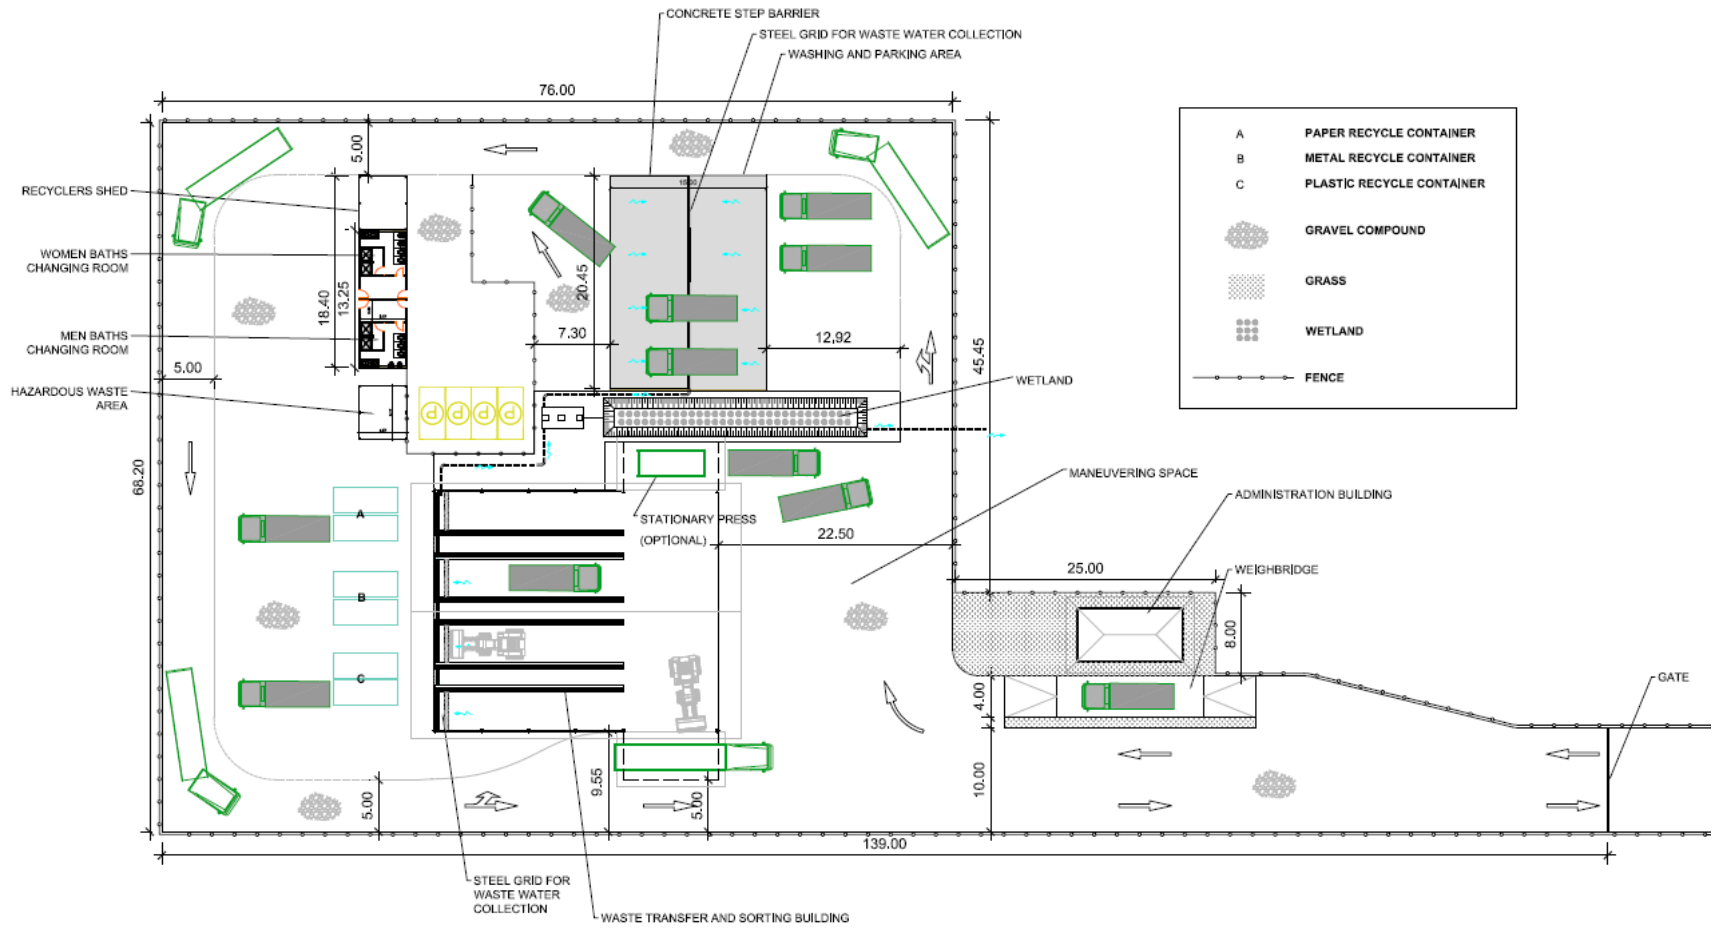 CONCRETE STEP BARRIER
STEEL GRID FOR WASTE WATER COLLECTION
WASHING AND PARKING AREA
76.00
A PAPER RECYCLE CONTAINER
B METAL RECYCLE CONTAINER
C PLASTIC RECYCLE CONTAINER
GRAVEL COMPOUND
GRASS
WETLAND
FENCE
5.00
RECYCLERS SHED
WOMEN BATHS
CHANGING ROOM
MEN BATHS
CHANGING ROOM
HAZARDOUS WASTE
AREA
15.00
18.40
13.25
20.45
7.30
12,92
45.45
5.00
WETLAND
P P P P
68.20
MANEUVERING SPACE
ADMINISTRATION BUILDING
STATIONARY PRESS
(OPTIONAL)
22.50
A
B
C
25.00
WEIGHBRIDGE
8.00
4.00
GATE
10.00
9.55
5.00
5.00
139.00
STEEL GRID FOR
WASTE WATER
COLLECTION
WASTE TRANSFER AND SORTING BUILDING